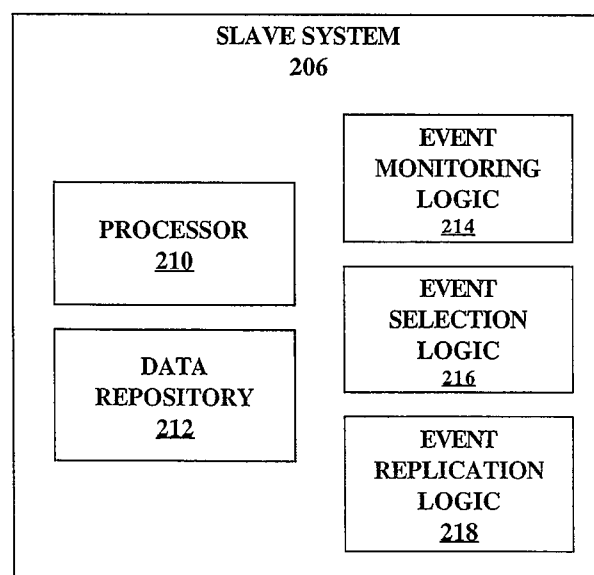 SLAVE SYSTEM
206
PROCESSOR
210
DATA
REPOSITORY
212
EVENT
MONITORING
LOGIC
214
EVENT
SELECTION
LOGIC
216
EVENT
REPLICATION
LOGIC
218